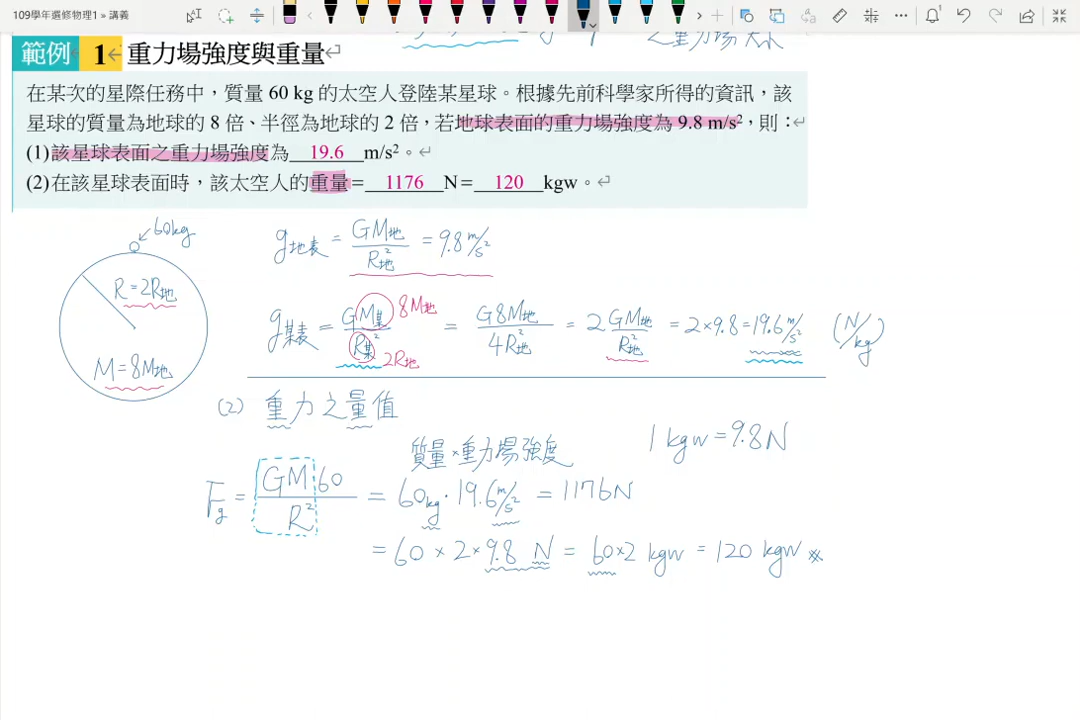 109學年選修物理1 » 講義
之重力場
範例 1 重力場強度與重量
在某次的星際任務中，質量 60 kg 的太空人登陸某星球。根據先前科學家所得的資訊，該
星球的質量為地球的 8 倍、半徑為地球的 2 倍，若地球表面的重力場強度為 9.8 m/s²，則：
(1)該星球表面之重力場強度為 19.6 m/s²。
(2)在該星球表面時，該太空人的重量= 1176 N= 120 kgw。
60kg
R=2R地
M=8M地
g地表 = GM地/R地² = 9.8 m/s²
g某表 = GM某/R某² = G8M地/4R地² = 2 GM地/R地² = 2×9.8 = 19.6 m/s² (N/kg)
8M地
2R地
(2) 重力之量值
質量×重力場強度
1 kgw = 9.8N
Fg = GM60/R² = 60kg · 19.6 m/s² = 1176N
= 60 × 2 × 9.8 N = 60×2 kgw = 120 kgw ※